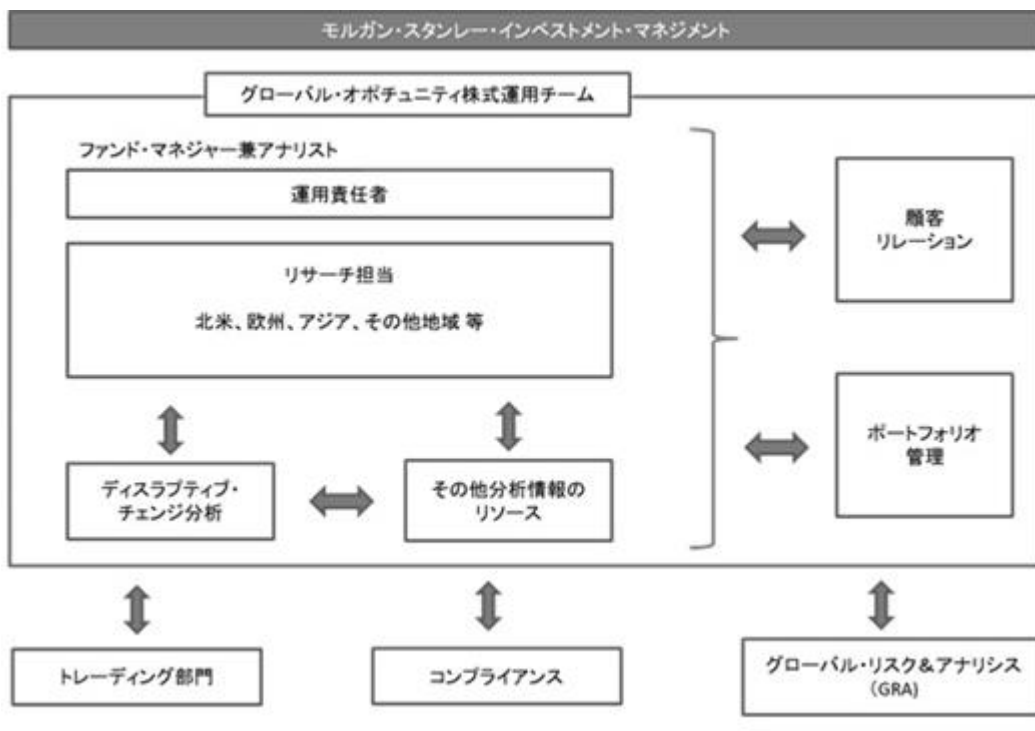 モルガン・スタンレー・インベストメント・マネジメント
グローバル・オポチュニティ株式運用チーム
ファンド・マネジャー兼アナリスト
運用責任者
リサーチ担当
北米、欧州、アジア、その他地域 等
ディスラプティブ・
チェンジ分析
その他分析情報の
リソース
顧客
リレーション
ポートフォリオ
管理
トレーディング部門
コンプライアンス
グローバル・リスク&アナリシス
(GRA)